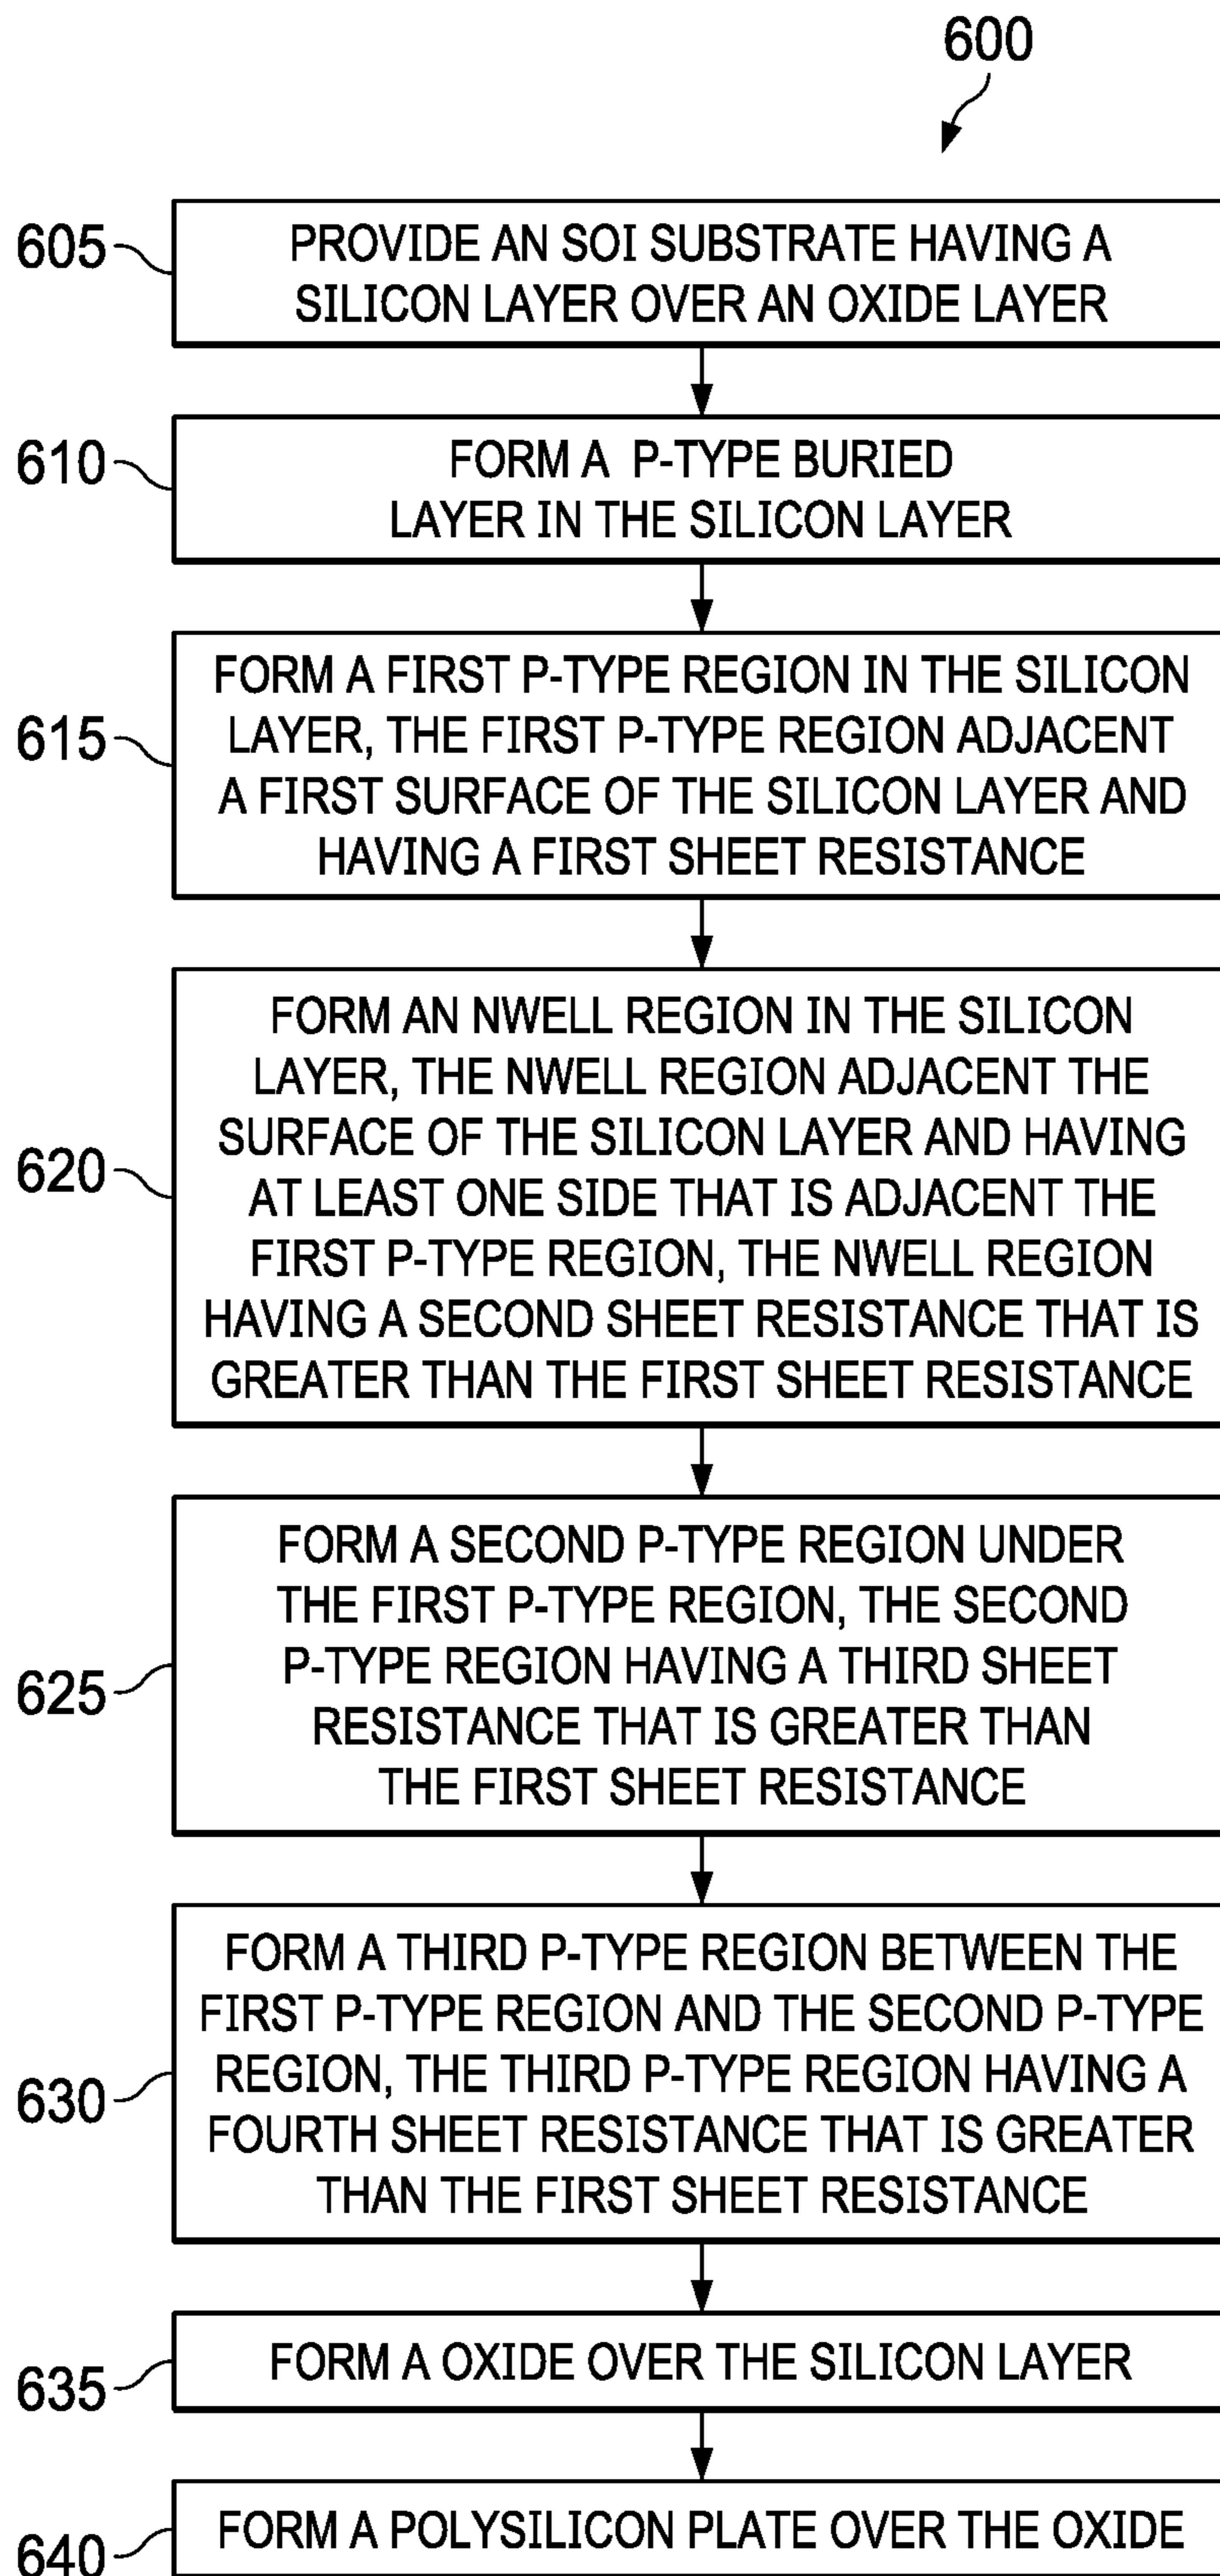 600
605
PROVIDE AN SOI SUBSTRATE HAVING A
SILICON LAYER OVER AN OXIDE LAYER
610
FORM A P-TYPE BURIED
LAYER IN THE SILICON LAYER
615
FORM A FIRST P-TYPE REGION IN THE SILICON
LAYER, THE FIRST P-TYPE REGION ADJACENT
A FIRST SURFACE OF THE SILICON LAYER AND
HAVING A FIRST SHEET RESISTANCE
620
FORM AN NWELL REGION IN THE SILICON
LAYER, THE NWELL REGION ADJACENT THE
SURFACE OF THE SILICON LAYER AND HAVING
AT LEAST ONE SIDE THAT IS ADJACENT THE
FIRST P-TYPE REGION, THE NWELL REGION
HAVING A SECOND SHEET RESISTANCE THAT IS
GREATER THAN THE FIRST SHEET RESISTANCE
625
FORM A SECOND P-TYPE REGION UNDER
THE FIRST P-TYPE REGION, THE SECOND
P-TYPE REGION HAVING A THIRD SHEET
RESISTANCE THAT IS GREATER THAN
THE FIRST SHEET RESISTANCE
630
FORM A THIRD P-TYPE REGION BETWEEN THE
FIRST P-TYPE REGION AND THE SECOND P-TYPE
REGION, THE THIRD P-TYPE REGION HAVING A
FOURTH SHEET RESISTANCE THAT IS GREATER
THAN THE FIRST SHEET RESISTANCE
635
FORM A OXIDE OVER THE SILICON LAYER
640
FORM A POLYSILICON PLATE OVER THE OXIDE